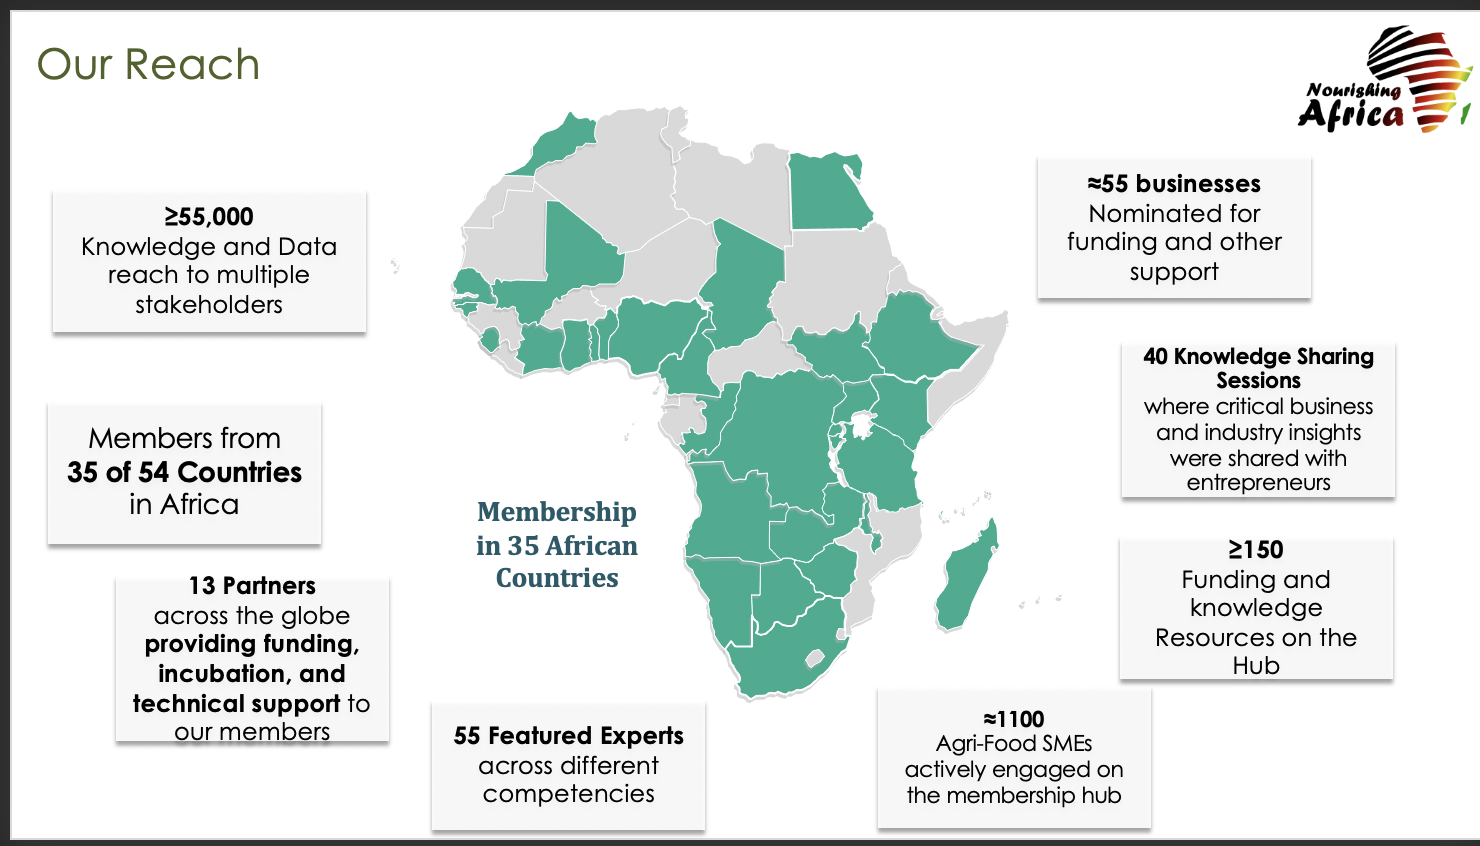 Our Reach
Nourishing
Africa
≥55,000
Knowledge and Data
reach to multiple
stakeholders
Members from
35 of 54 Countries
in Africa
13 Partners
across the globe
providing funding,
incubation, and
technical support to
our members
Membership
in 35 African
Countries
55 Featured Experts
across different
competencies
≈1100
Agri-Food SMEs
actively engaged on
the membership hub
≈55 businesses
Nominated for
funding and other
support
40 Knowledge Sharing
Sessions
where critical business
and industry insights
were shared with
entrepreneurs
≥150
Funding and
knowledge
Resources on the
Hub